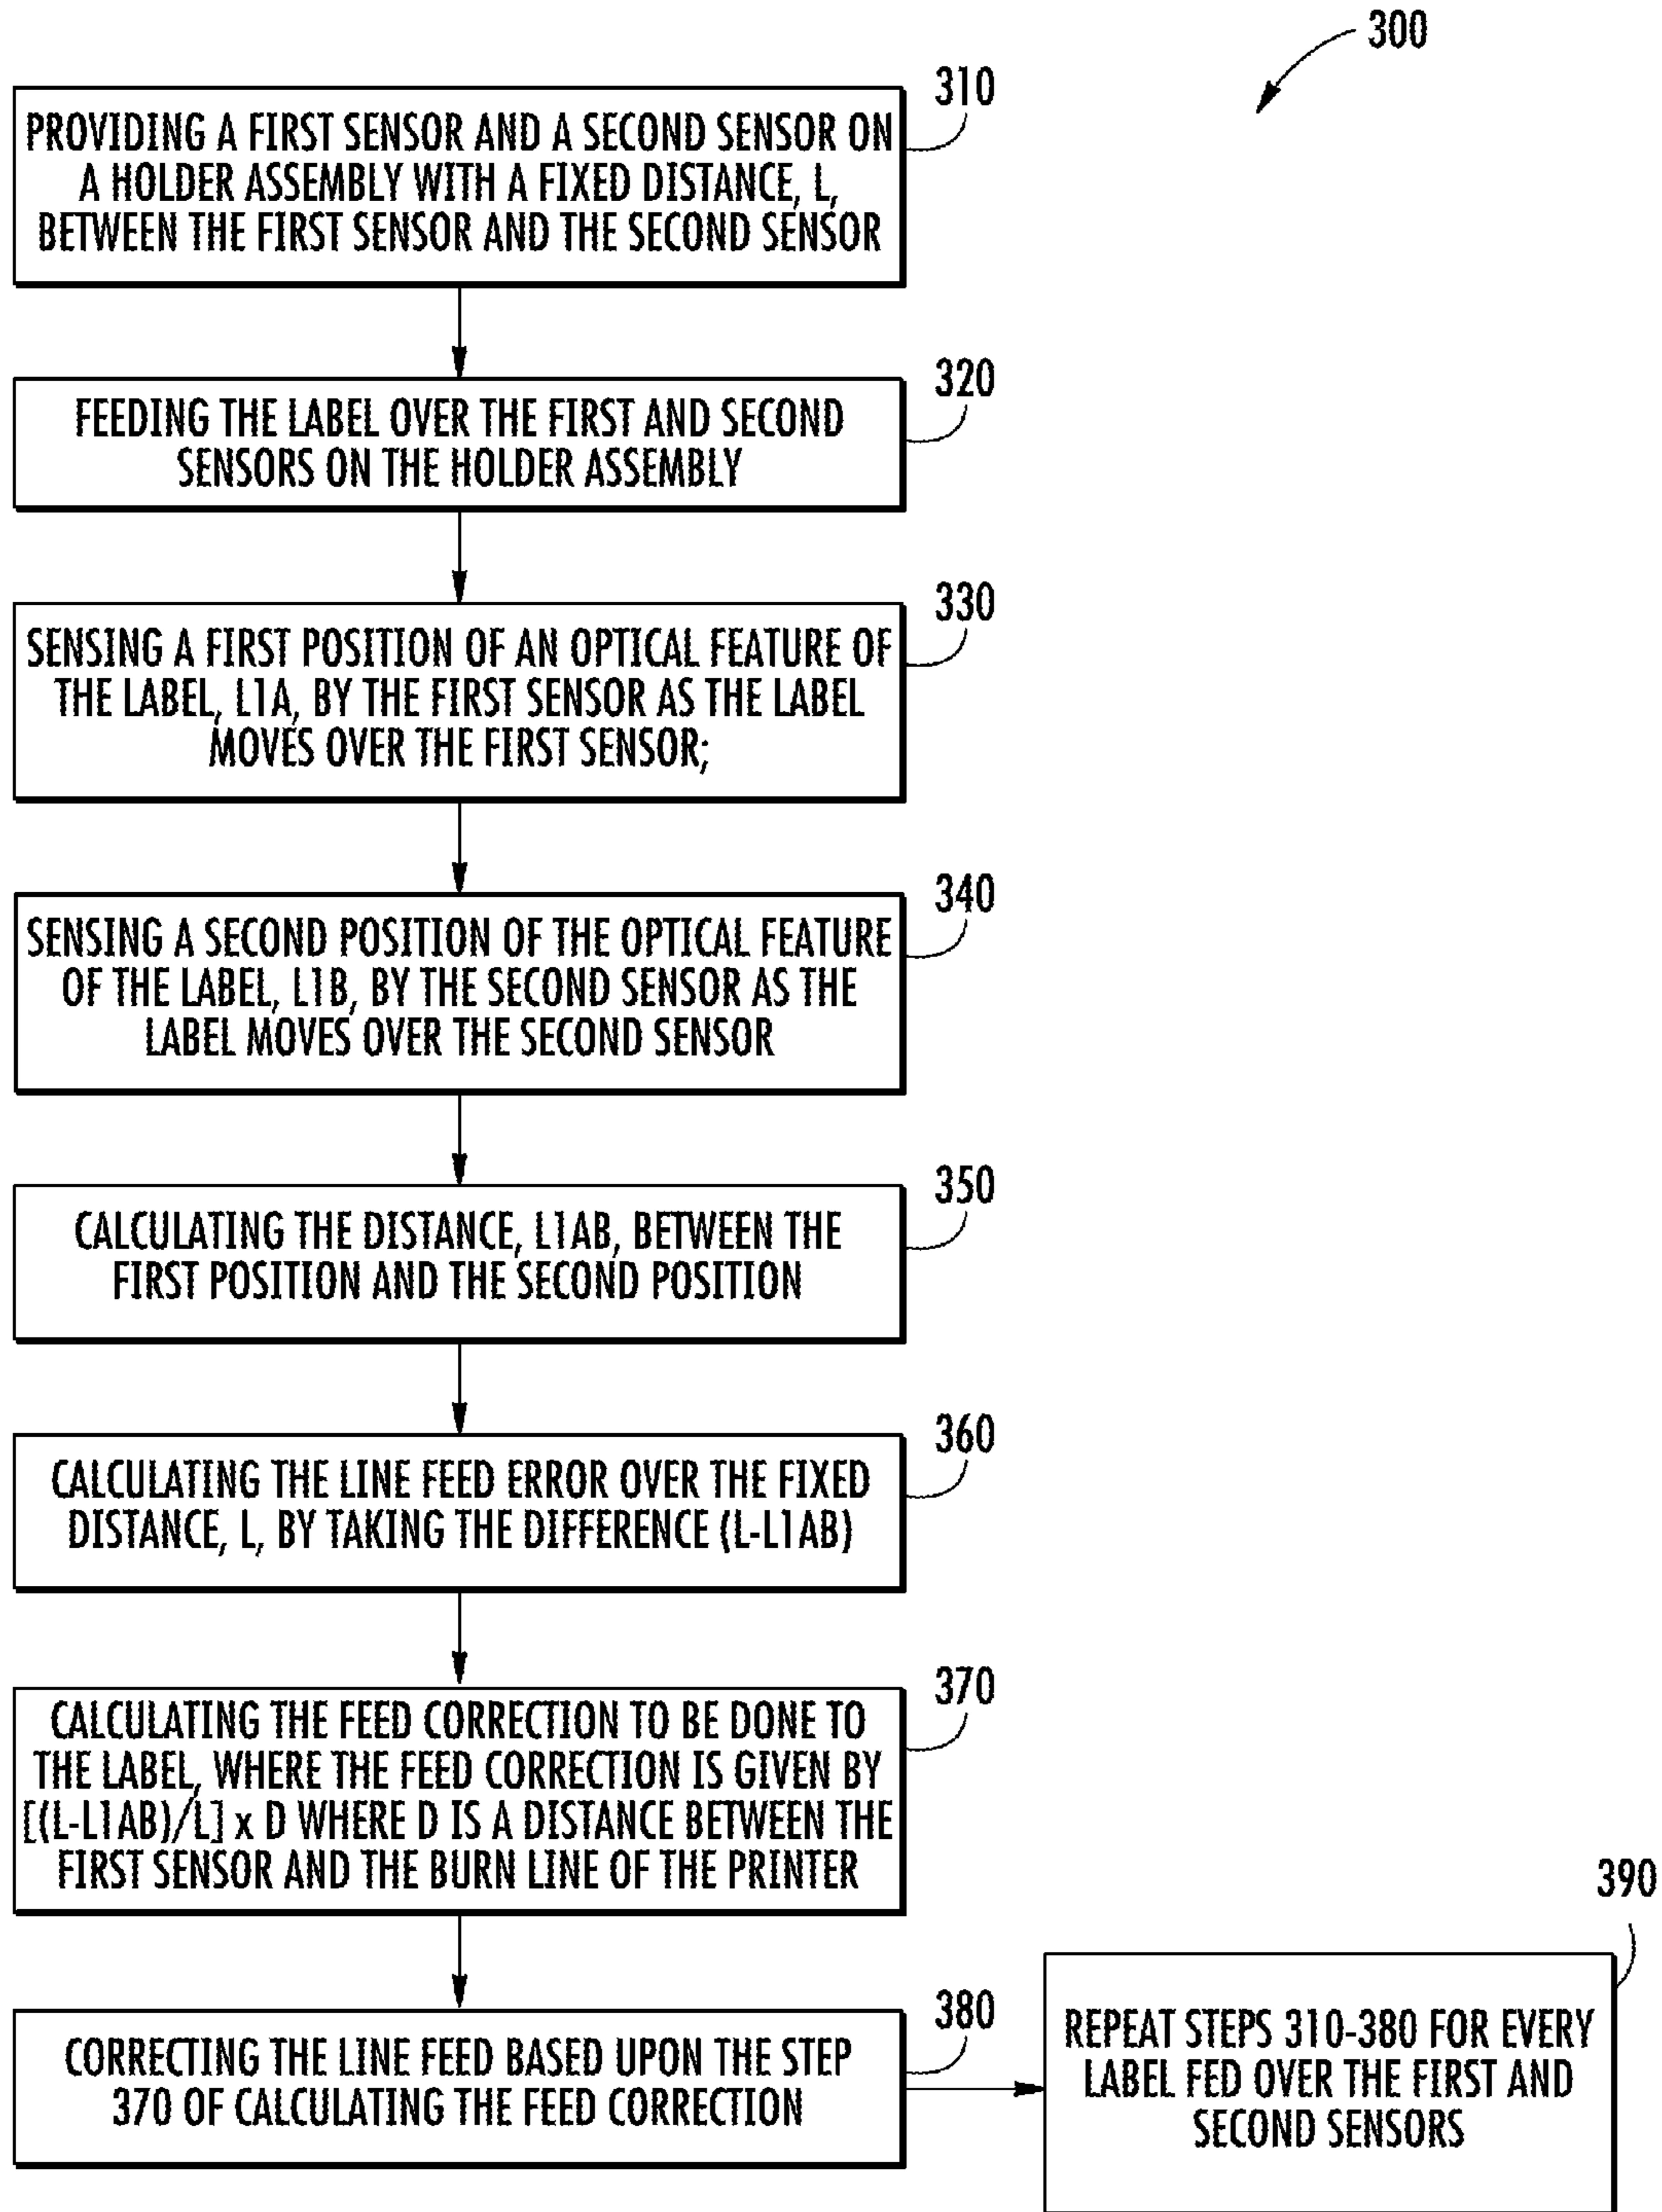 300
310
PROVIDING A FIRST SENSOR AND A SECOND SENSOR ON
A HOLDER ASSEMBLY WITH A FIXED DISTANCE, L,
BETWEEN THE FIRST SENSOR AND THE SECOND SENSOR
320
FEEDING THE LABEL OVER THE FIRST AND SECOND
SENSORS ON THE HOLDER ASSEMBLY
330
SENSING A FIRST POSITION OF AN OPTICAL FEATURE OF
THE LABEL, L1A, BY THE FIRST SENSOR AS THE LABEL
MOVES OVER THE FIRST SENSOR;
340
SENSING A SECOND POSITION OF THE OPTICAL FEATURE
OF THE LABEL, L1B, BY THE SECOND SENSOR AS THE
LABEL MOVES OVER THE SECOND SENSOR
350
CALCULATING THE DISTANCE, L1AB, BETWEEN THE
FIRST POSITION AND THE SECOND POSITION
360
CALCULATING THE LINE FEED ERROR OVER THE FIXED
DISTANCE, L, BY TAKING THE DIFFERENCE (L-L1AB)
370
CALCULATING THE FEED CORRECTION TO BE DONE TO
THE LABEL, WHERE THE FEED CORRECTION IS GIVEN BY
[(L-L1AB)/L] x D WHERE D IS A DISTANCE BETWEEN THE
FIRST SENSOR AND THE BURN LINE OF THE PRINTER
380
CORRECTING THE LINE FEED BASED UPON THE STEP
370 OF CALCULATING THE FEED CORRECTION
390
REPEAT STEPS 310-380 FOR EVERY
LABEL FED OVER THE FIRST AND
SECOND SENSORS